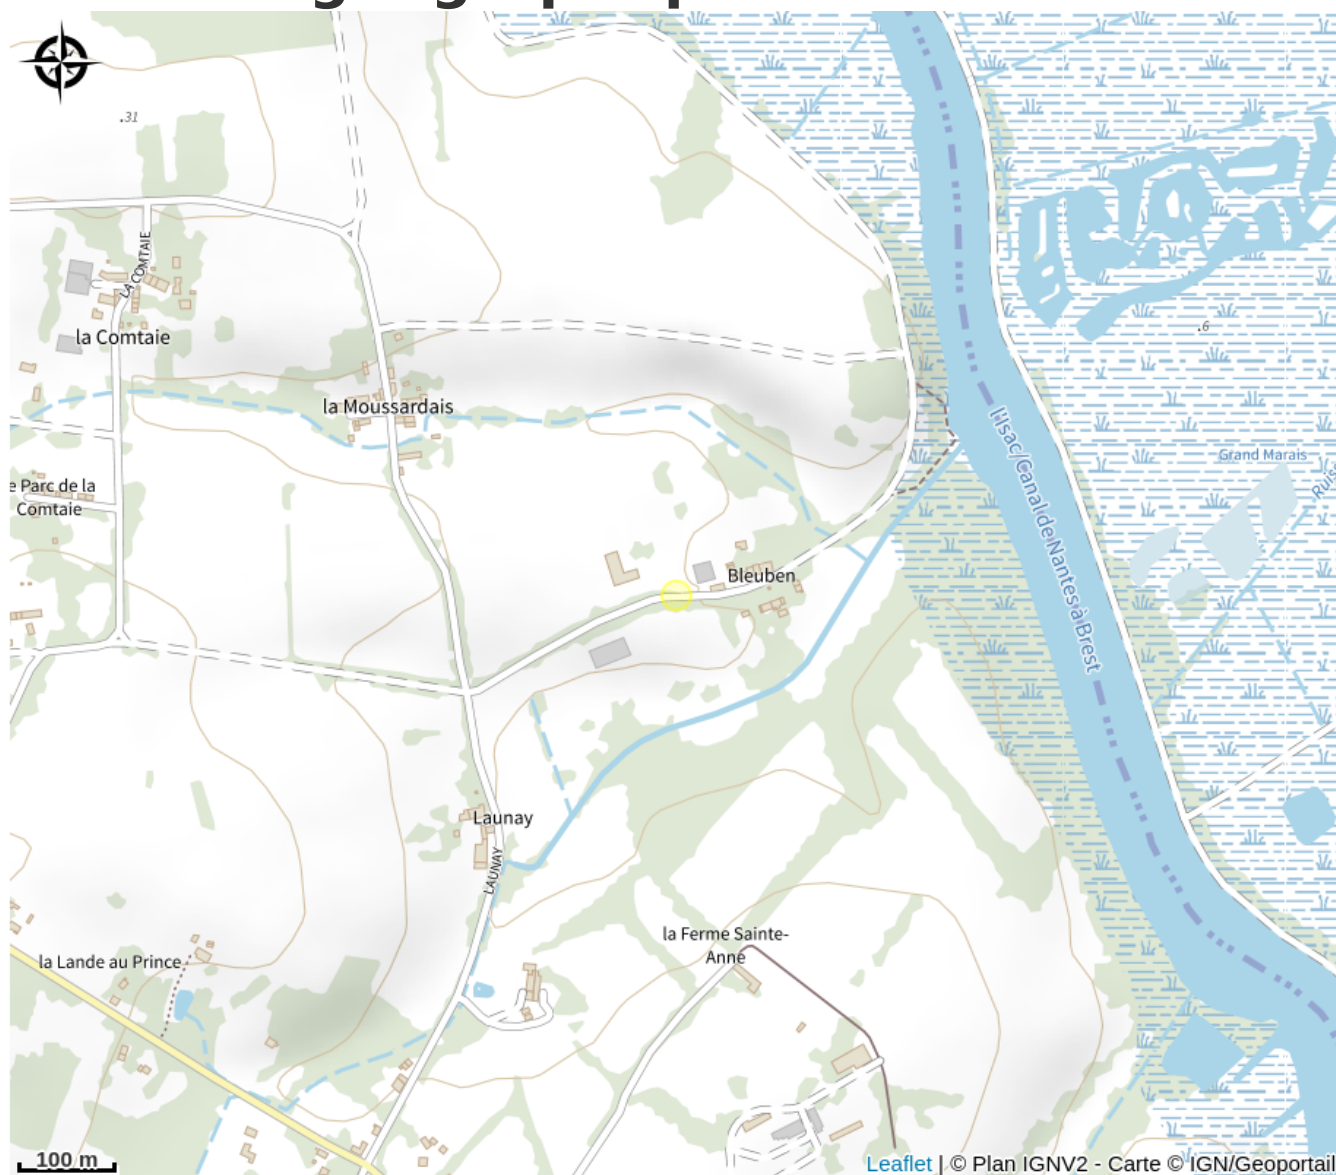 .31
LA COMTAIE
la Comtaie
la Moussardais
e Parc de la
Comtaie
.6
l'Isac/Canal de Nantes à Brest
Grand Marais
Bleuben
Launay
LAUNAY
la Ferme Sainte-
Anne
la Lande au Prince
100 m
Leaflet | © Plan IGNV2 - Carte © IGN/Geoportail